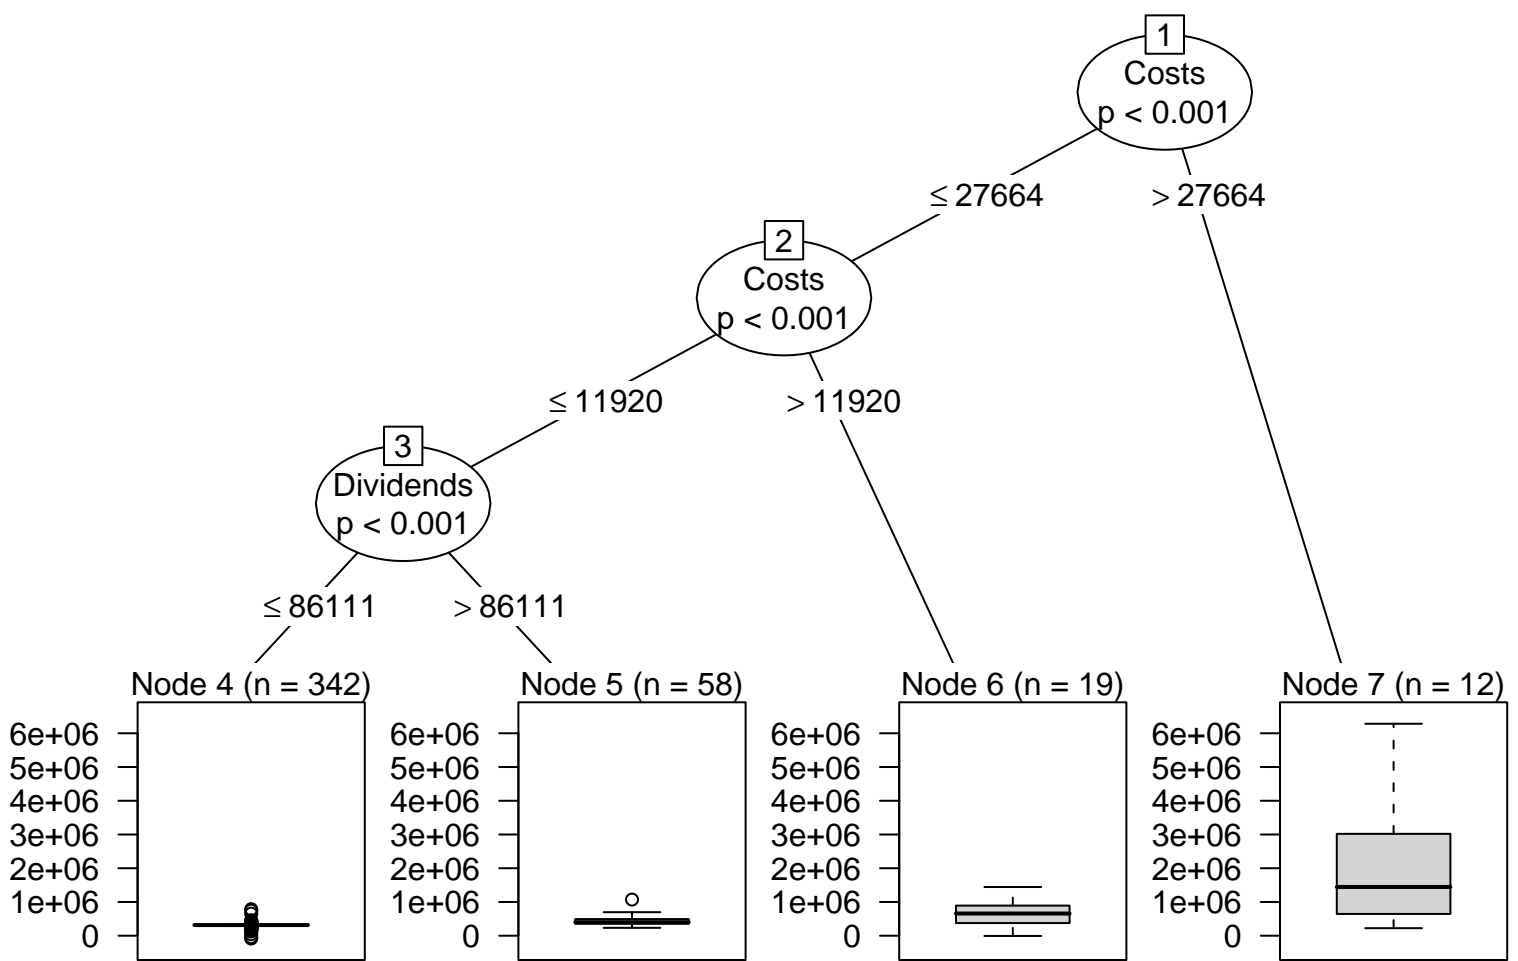 1
Costs
p < 0.001
≤ 27664
> 27664
2
Costs
p < 0.001
≤ 11920
> 11920
3
Dividends
p < 0.001
≤ 86111
> 86111
Node 4 (n = 342)
6e+06
5e+06
4e+06
3e+06
2e+06
1e+06
0
Node 5 (n = 58)
6e+06
5e+06
4e+06
3e+06
2e+06
1e+06
0
Node 6 (n = 19)
6e+06
5e+06
4e+06
3e+06
2e+06
1e+06
0
Node 7 (n = 12)
6e+06
5e+06
4e+06
3e+06
2e+06
1e+06
0